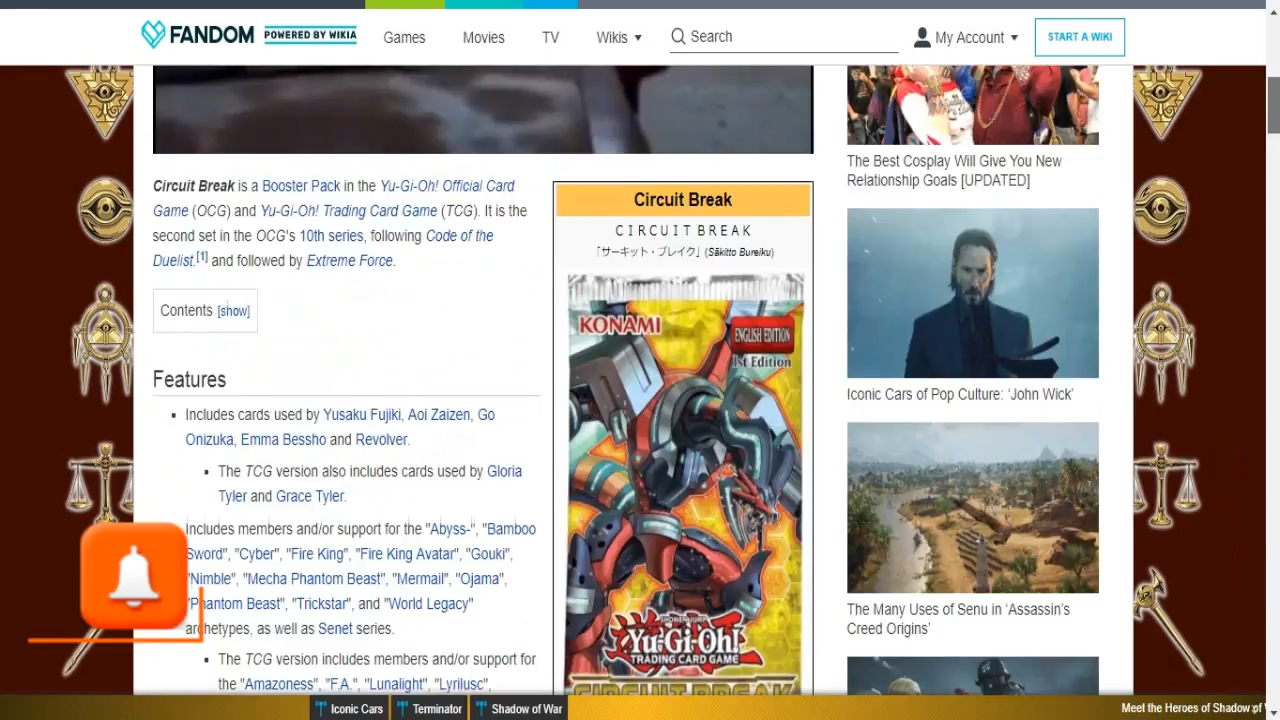 FANDOM POWERED BY WIKIA
Games
Movies
TV
Wikis
Search
My Account
START A WIKI
Circuit Break is a Booster Pack in the Yu-Gi-Oh! Official Card
Game (OCG) and Yu-Gi-Oh! Trading Card Game (TCG). It is the
second set in the OCG's 10th series, following Code of the
Duelist.[1] and followed by Extreme Force.
Contents [show]
Features
Includes cards used by Yusaku Fujiki, Aoi Zaizen, Go
Onizuka, Emma Bessho and Revolver.
The TCG version also includes cards used by Gloria
Tyler and Grace Tyler.
Includes members and/or support for the "Abyss-", "Bamboo
Sword", "Cyber", "Fire King", "Fire King Avatar", "Gouki",
"Nimble", "Mecha Phantom Beast", "Mermail", "Ojama",
"Phantom Beast", "Trickstar", and "World Legacy"
archetypes, as well as Senet series.
The TCG version includes members and/or support for
the "Amazoness", "F.A.", "Lunalight", "Lyrilusc",
Circuit Break
CIRCUIT BREAK
「サーキット・ブレイク」 (Sākitto Bureiku)
KONAMI
ENGLISH EDITION
1st Edition
SHONEN JUMP
Yu-Gi-Oh!
TRADING CARD GAME
CIRCUIT BREAK
The Best Cosplay Will Give You New
Relationship Goals [UPDATED]
Iconic Cars of Pop Culture: ‘John Wick’
The Many Uses of Senu in ‘Assassin's
Creed Origins’
Iconic Cars
Terminator
Shadow of War
Meet the Heroes of Shadow of